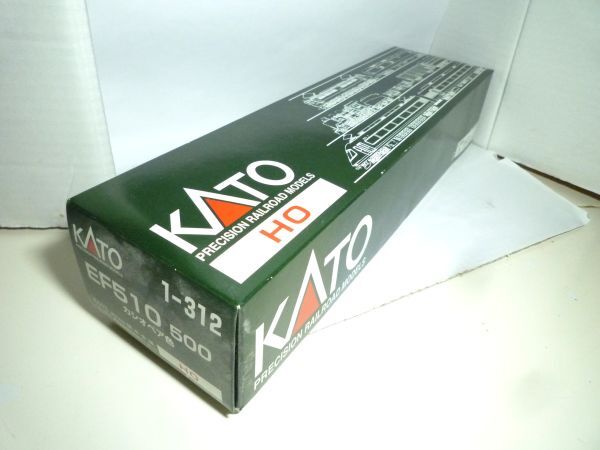 KATO
PRECISION RAILROAD MODELS
HO
KATO
PRECISION RAILROAD MODELS
KATO
1-312
EF510 500
カシオペア色
HO